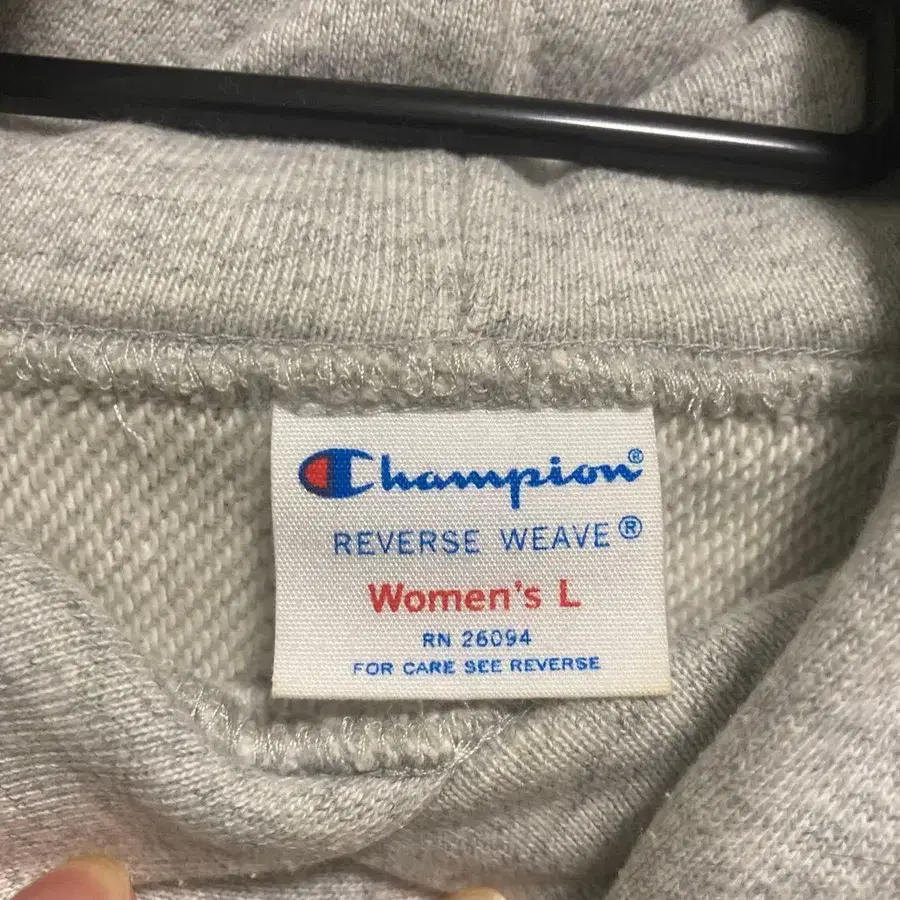 Champion®
REVERSE WEAVE®
Women's L
RN 26094
FOR CARE SEE REVERSE